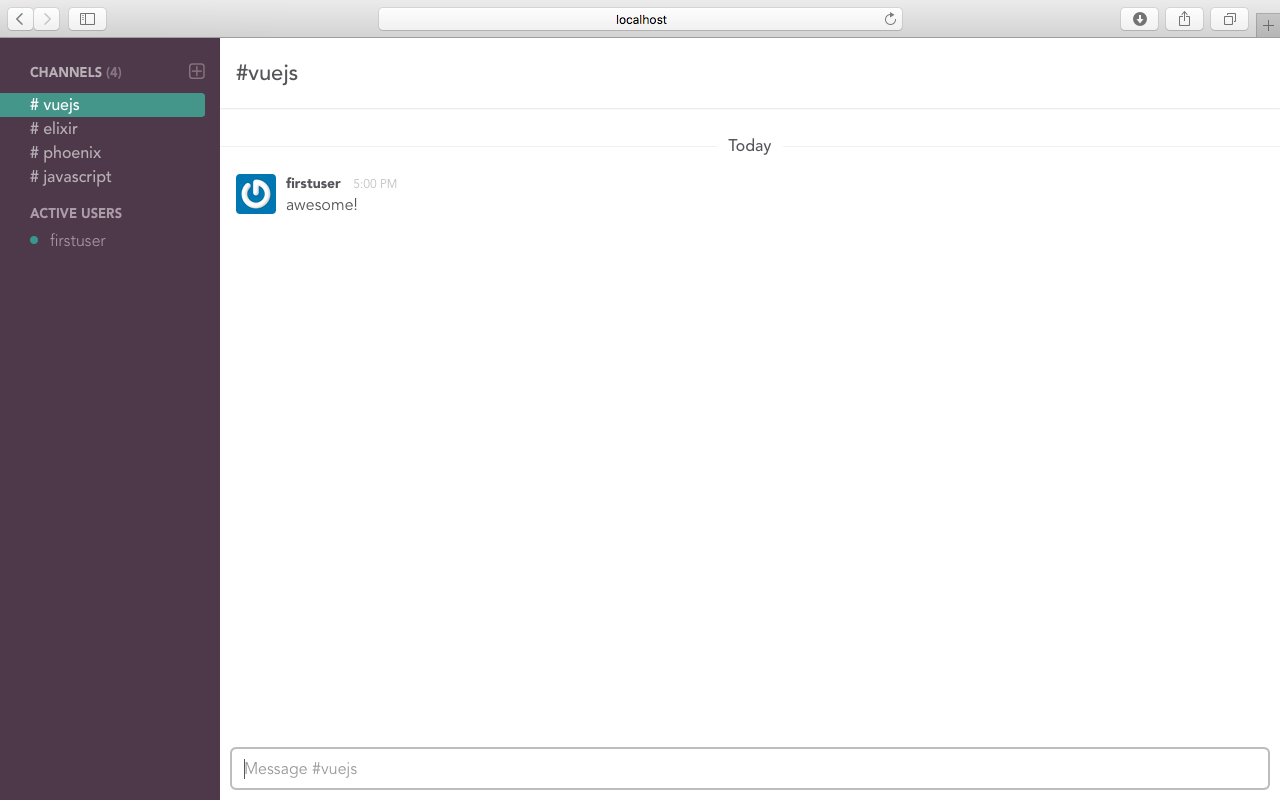 localhost
CHANNELS (4)
# vuejs
# elixir
# phoenix
# javascript
ACTIVE USERS
firstuser
#vuejs
Today
firstuser 5:00 PM
awesome!
Message #vuejs